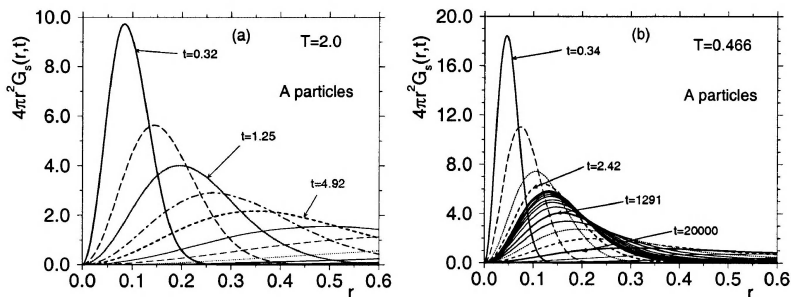 10.0
8.0
6.0
4.0
2.0
0.0
4πr²Gₛ(r,t)
(a)
T=2.0
t=0.32
A particles
t=1.25
t=4.92
0.0 0.1 0.2 0.3 0.4 0.5 0.6
r
20.0
16.0
12.0
8.0
4.0
0.0
4πr²Gₛ(r,t)
(b)
T=0.466
t=0.34
A particles
t=2.42
t=1291
t=20000
0.0 0.1 0.2 0.3 0.4 0.5 0.6
r